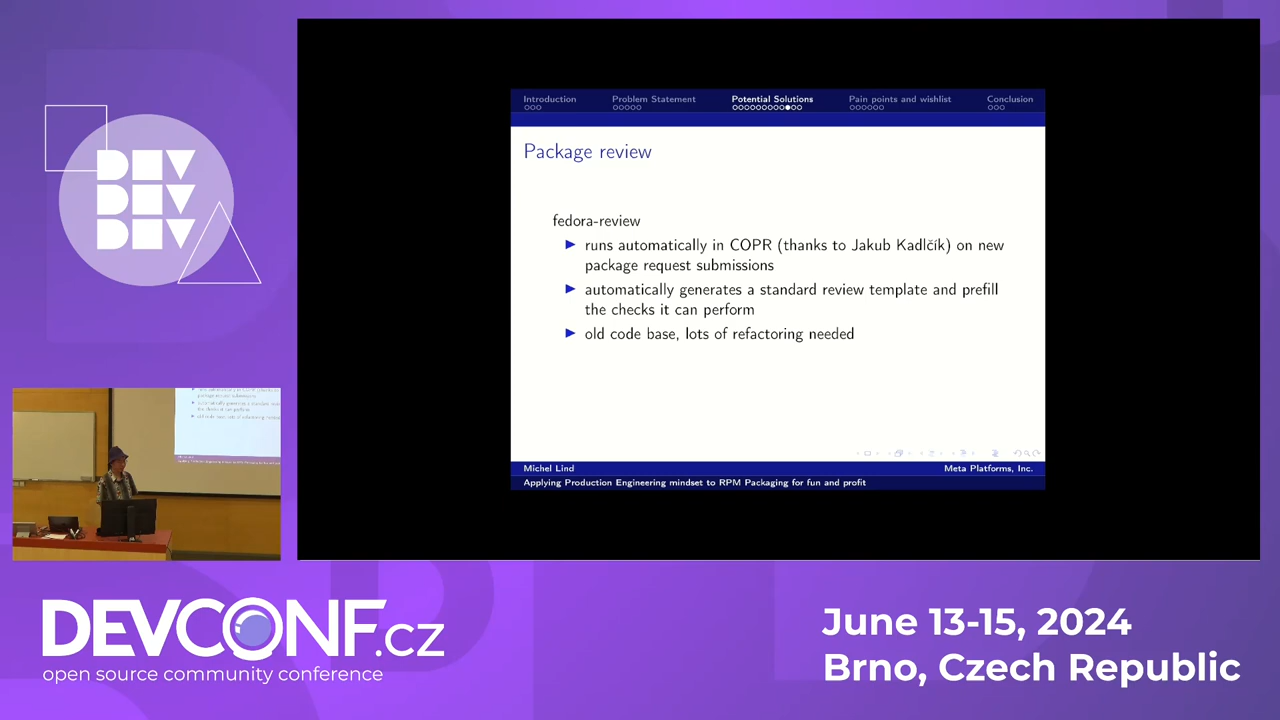 DEV
DEV
DEV
Introduction Problem Statement Potential Solutions Pain points and wishlist Conclusion
Package review
fedora-review
runs automatically in COPR (thanks to Jakub Kadlčík) on new
package request submissions
automatically generates a standard review template and prefill
the checks it can perform
old code base, lots of refactoring needed
Michel Lind Meta Platforms, Inc.
Applying Production Engineering mindset to RPM Packaging for fun and profit
DEVCONF.cz
open source community conference
June 13-15, 2024
Brno, Czech Republic